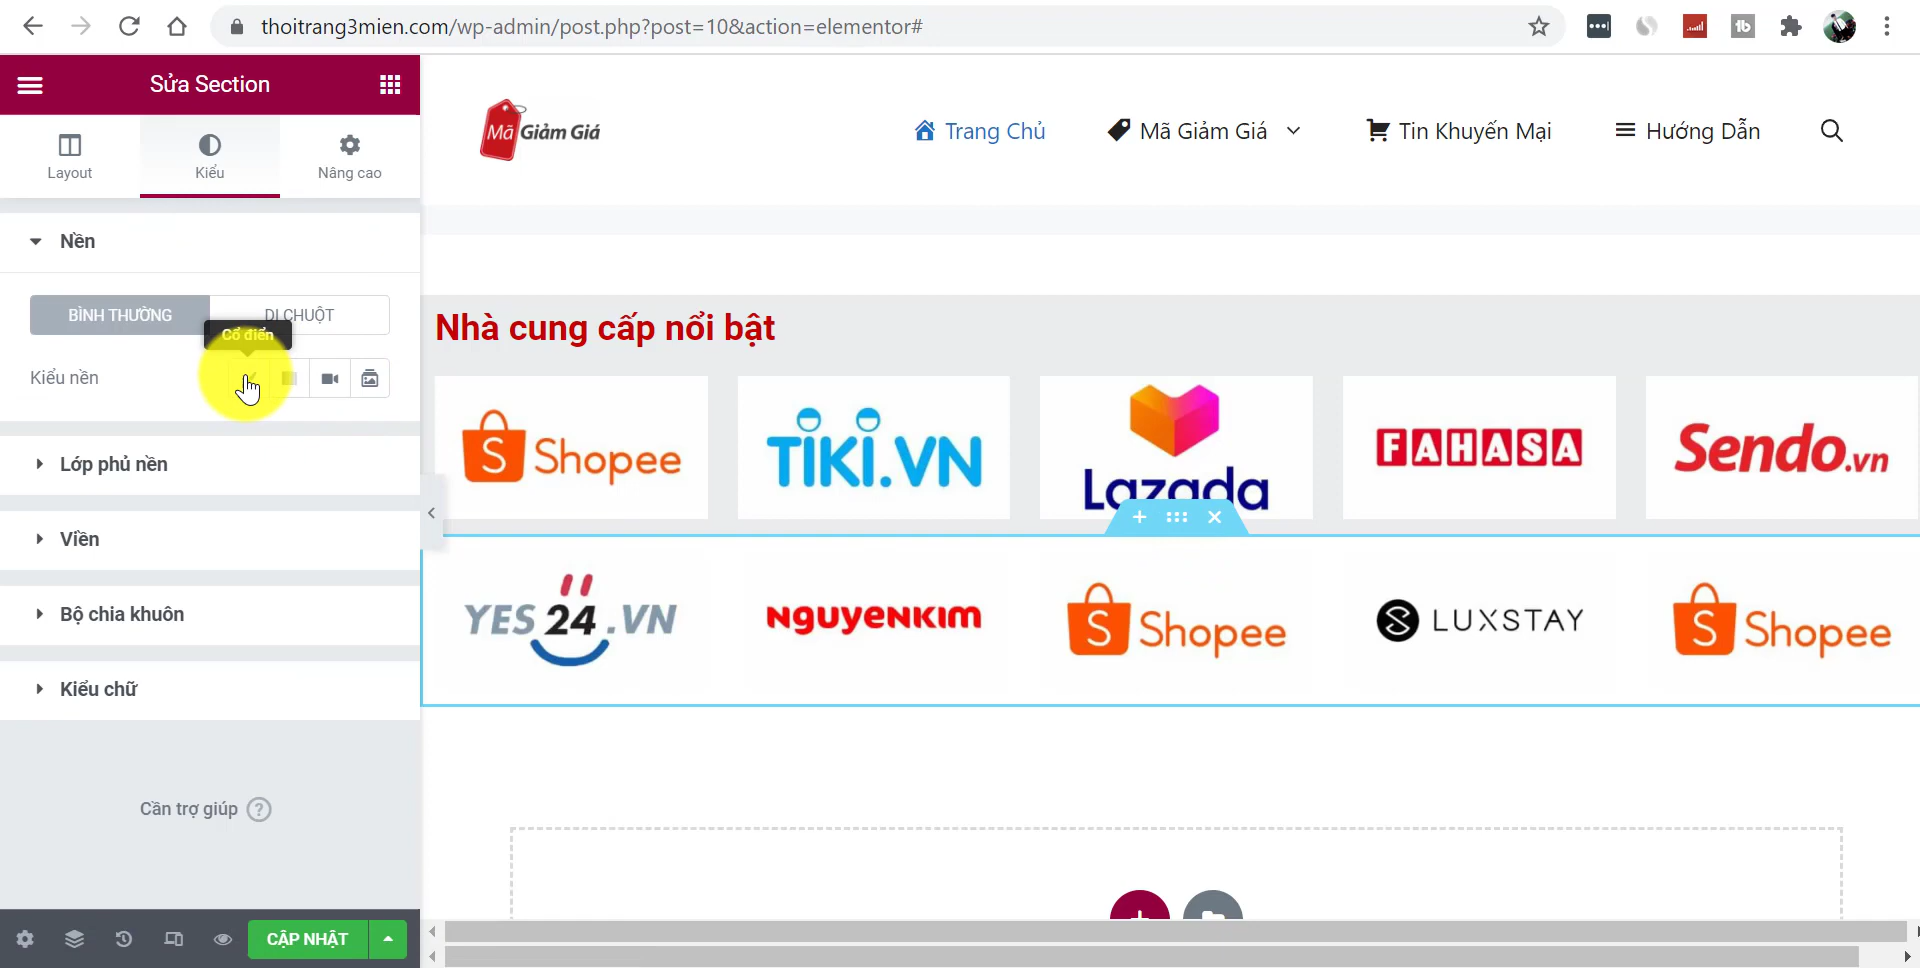 thoitrang3mien.com/wp-admin/post.php?post=10&action=elementor#
Sửa Section
Layout
Kiểu
Nâng cao
Nền
BÌNH THƯỜNG
DI CHUỘT
Cổ điển
Kiểu nền
Lớp phủ nền
Viền
Bộ chia khuôn
Kiểu chữ
Cần trợ giúp ?
CẬP NHẬT
Mã Giảm Giá
Trang Chủ
Mã Giảm Giá
Tin Khuyến Mại
Hướng Dẫn
Nhà cung cấp nổi bật
S Shopee
TIKI.VN
Lazada
FAHASA
Sendo.vn
YES24.VN
NGUYENKIM
S Shopee
LUXSTAY
S Shopee